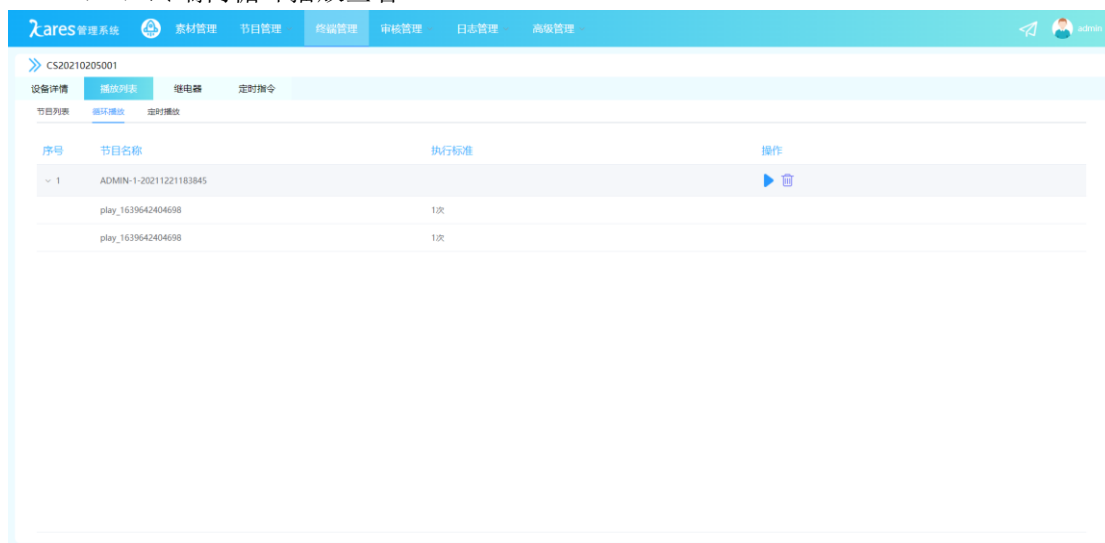 Kares管理系统 素材管理 节目管理 终端管理 审核管理 日志管理 高级管理 admin
CS20210205001
设备详情 播放列表 继电器 定时指令
节目列表 循环播放 定时播放
序号 节目名称 执行标准 操作
1 ADMIN-1-20211221183845
play_1639642404698 1次
play_1639642404698 1次